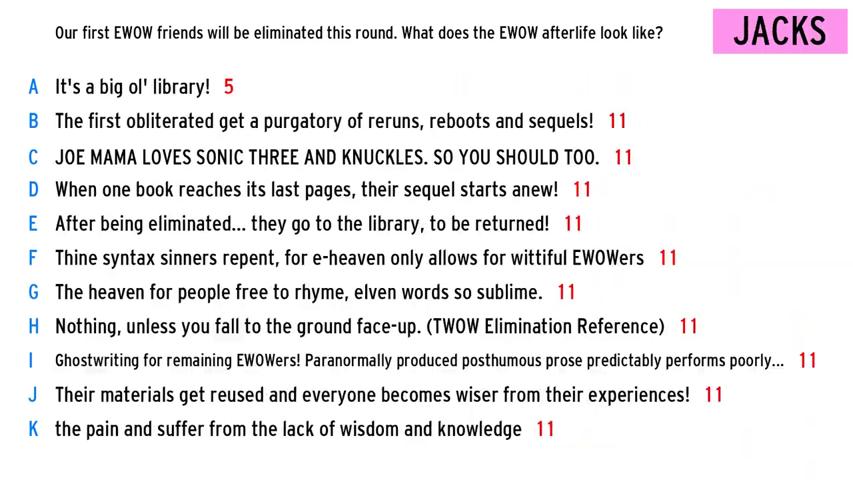 Our first EWOW friends will be eliminated this round. What does the EWOW afterlife look like?
JACKS
A It's a big ol' library! 5
B The first obliterated get a purgatory of reruns, reboots and sequels! 11
C JOE MAMA LOVES SONIC THREE AND KNUCKLES. SO YOU SHOULD TOO. 11
D When one book reaches its last pages, their sequel starts anew! 11
E After being eliminated... they go to the library, to be returned! 11
F Thine syntax sinners repent, for e-heaven only allows for wittiful EWOWers 11
G The heaven for people free to rhyme, elven words so sublime. 11
H Nothing, unless you fall to the ground face-up. (TWOW Elimination Reference) 11
I Ghostwriting for remaining EWOWers! Paranormally produced posthumous prose predictably performs poorly... 11
J Their materials get reused and everyone becomes wiser from their experiences! 11
K the pain and suffer from the lack of wisdom and knowledge 11